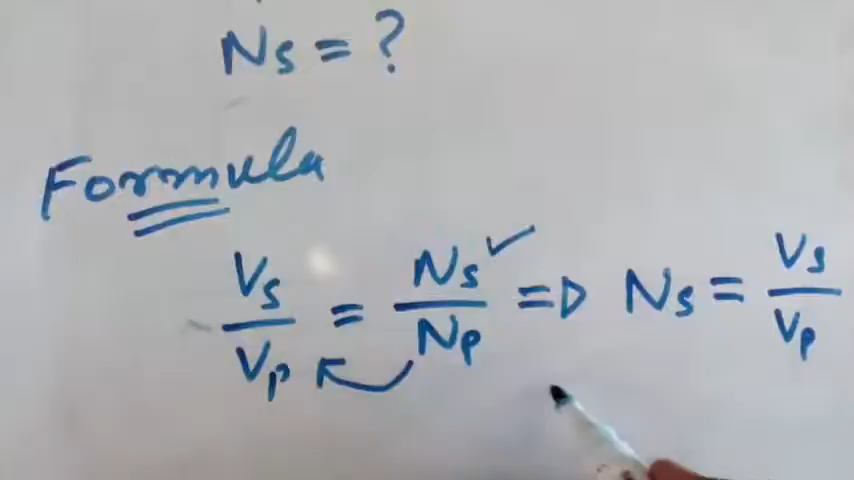 Ns = ?
Formula
Vs/Vp = Ns/Np ✓ => Ns = Vs/Vp